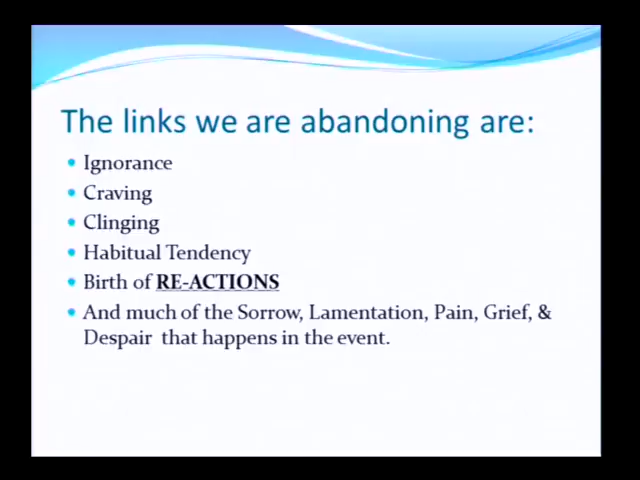 The links we are abandoning are:
Ignorance
Craving
Clinging
Habitual Tendency
Birth of RE-ACTIONS
And much of the Sorrow, Lamentation, Pain, Grief, &
Despair that happens in the event.